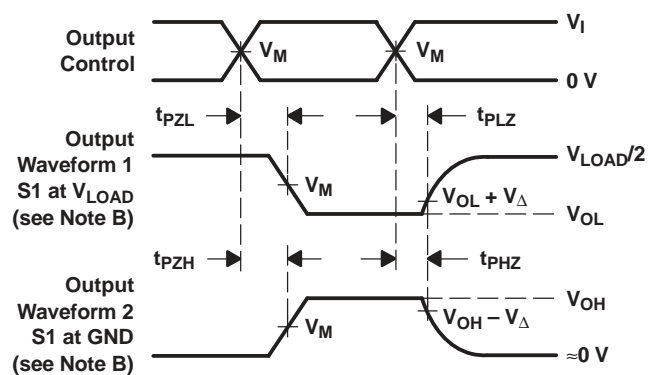 Output
Control
V_M
V_M
V_I
0 V
t_PZL
t_PLZ
Output
Waveform 1
S1 at V_LOAD
(see Note B)
V_M
V_LOAD/2
V_OL + V_Δ
V_OL
t_PZH
t_PHZ
Output
Waveform 2
S1 at GND
(see Note B)
V_M
V_OH
V_OH − V_Δ
≈0 V